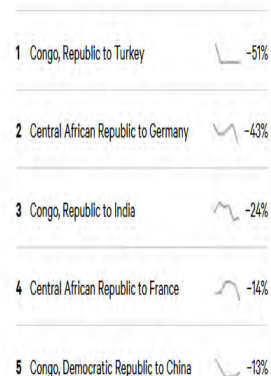 1 Congo, Republic to Turkey -51%
2 Central African Republic to Germany -43%
3 Congo, Republic to India -24%
4 Central African Republic to France -14%
5 Congo, Democratic Republic to China -13%